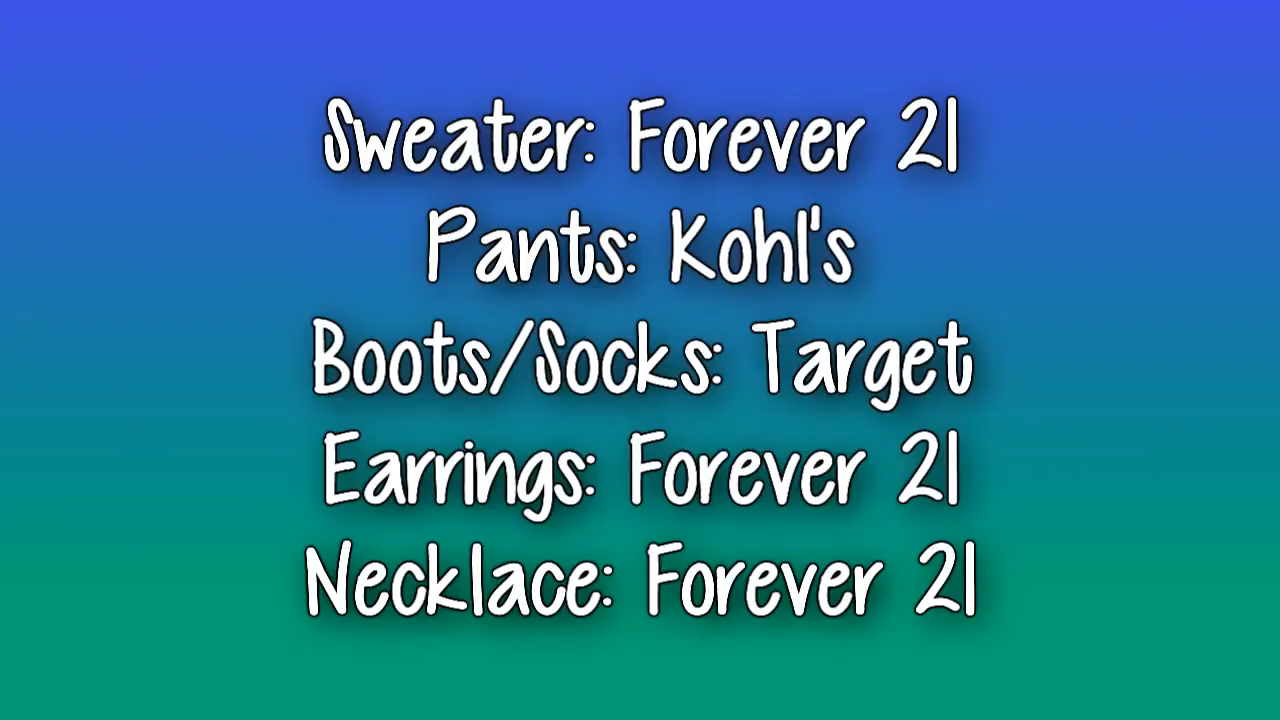 Sweater: Forever 21
Pants: Kohl's
Boots/Socks: Target
Earrings: Forever 21
Necklace: Forever 21